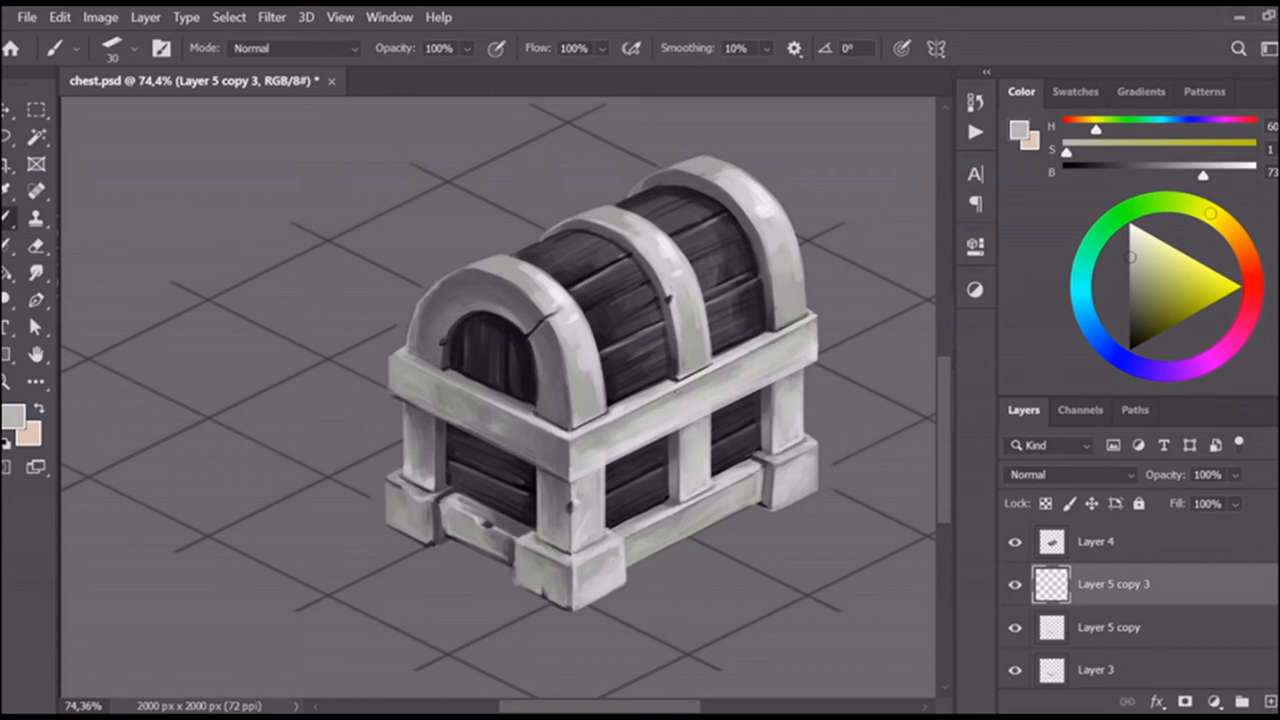 File Edit Image Layer Type Select Filter 3D View Window Help
30 Mode: Normal Opacity: 100% Flow: 100% Smoothing: 10% 0°
chest.psd @ 74,4% (Layer 5 copy 3, RGB/8#) * ×
Color Swatches Gradients Patterns
H 60
S 1
B 73
Layers Channels Paths
Kind
Normal Opacity: 100%
Lock: Fill: 100%
Layer 4
Layer 5 copy 3
Layer 5 copy
Layer 3
fx
74,36% 2000 px x 2000 px (72 ppi)